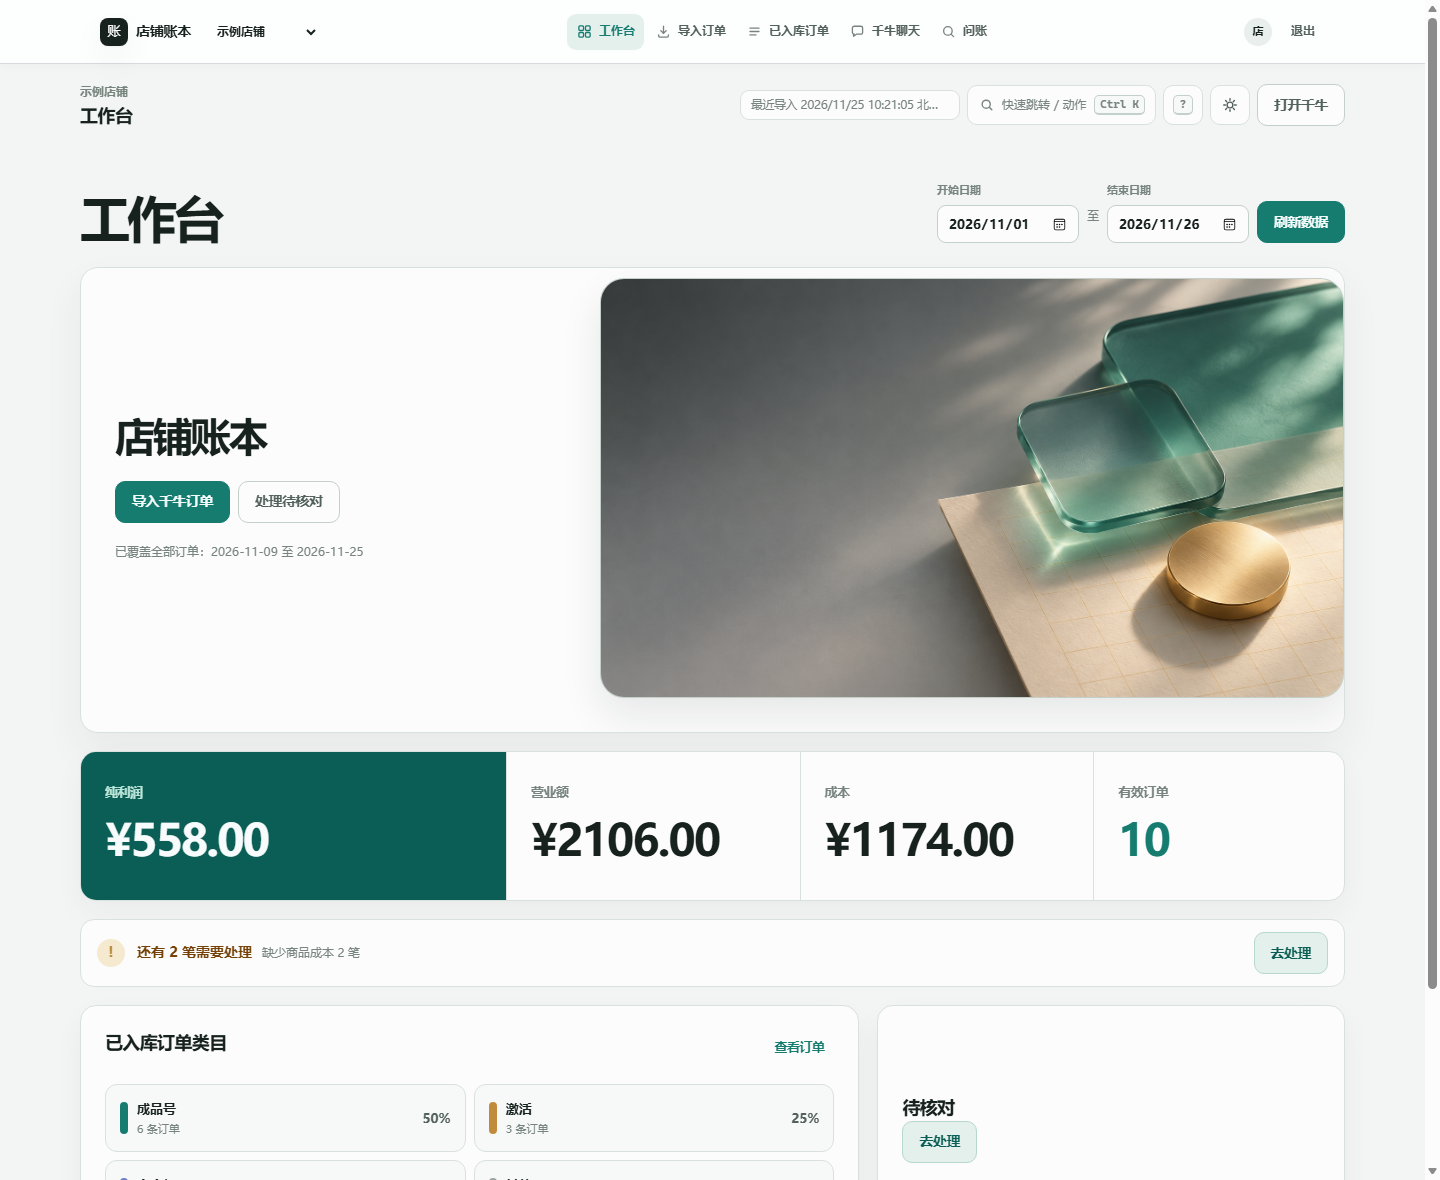 账 店铺账本 示例店铺 工作台 导入订单 已入库订单 千牛聊天 问账 店 退出
示例店铺
工作台
最近导入 2026/11/25 10:21:05 北... 快速跳转 / 动作 Ctrl K ? 打开千牛
工作台
开始日期 结束日期
2026/11/01 至 2026/11/26 刷新数据
店铺账本
导入千牛订单 处理待核对
已覆盖全部订单：2026-11-09 至 2026-11-25
纯利润 营业额 成本 有效订单
¥558.00 ¥2106.00 ¥1174.00 10
! 还有 2 笔需要处理 缺少商品成本 2 笔 去处理
已入库订单类目 查看订单
成品号 50% 激活 25%
6 条订单 3 条订单
待核对
去处理